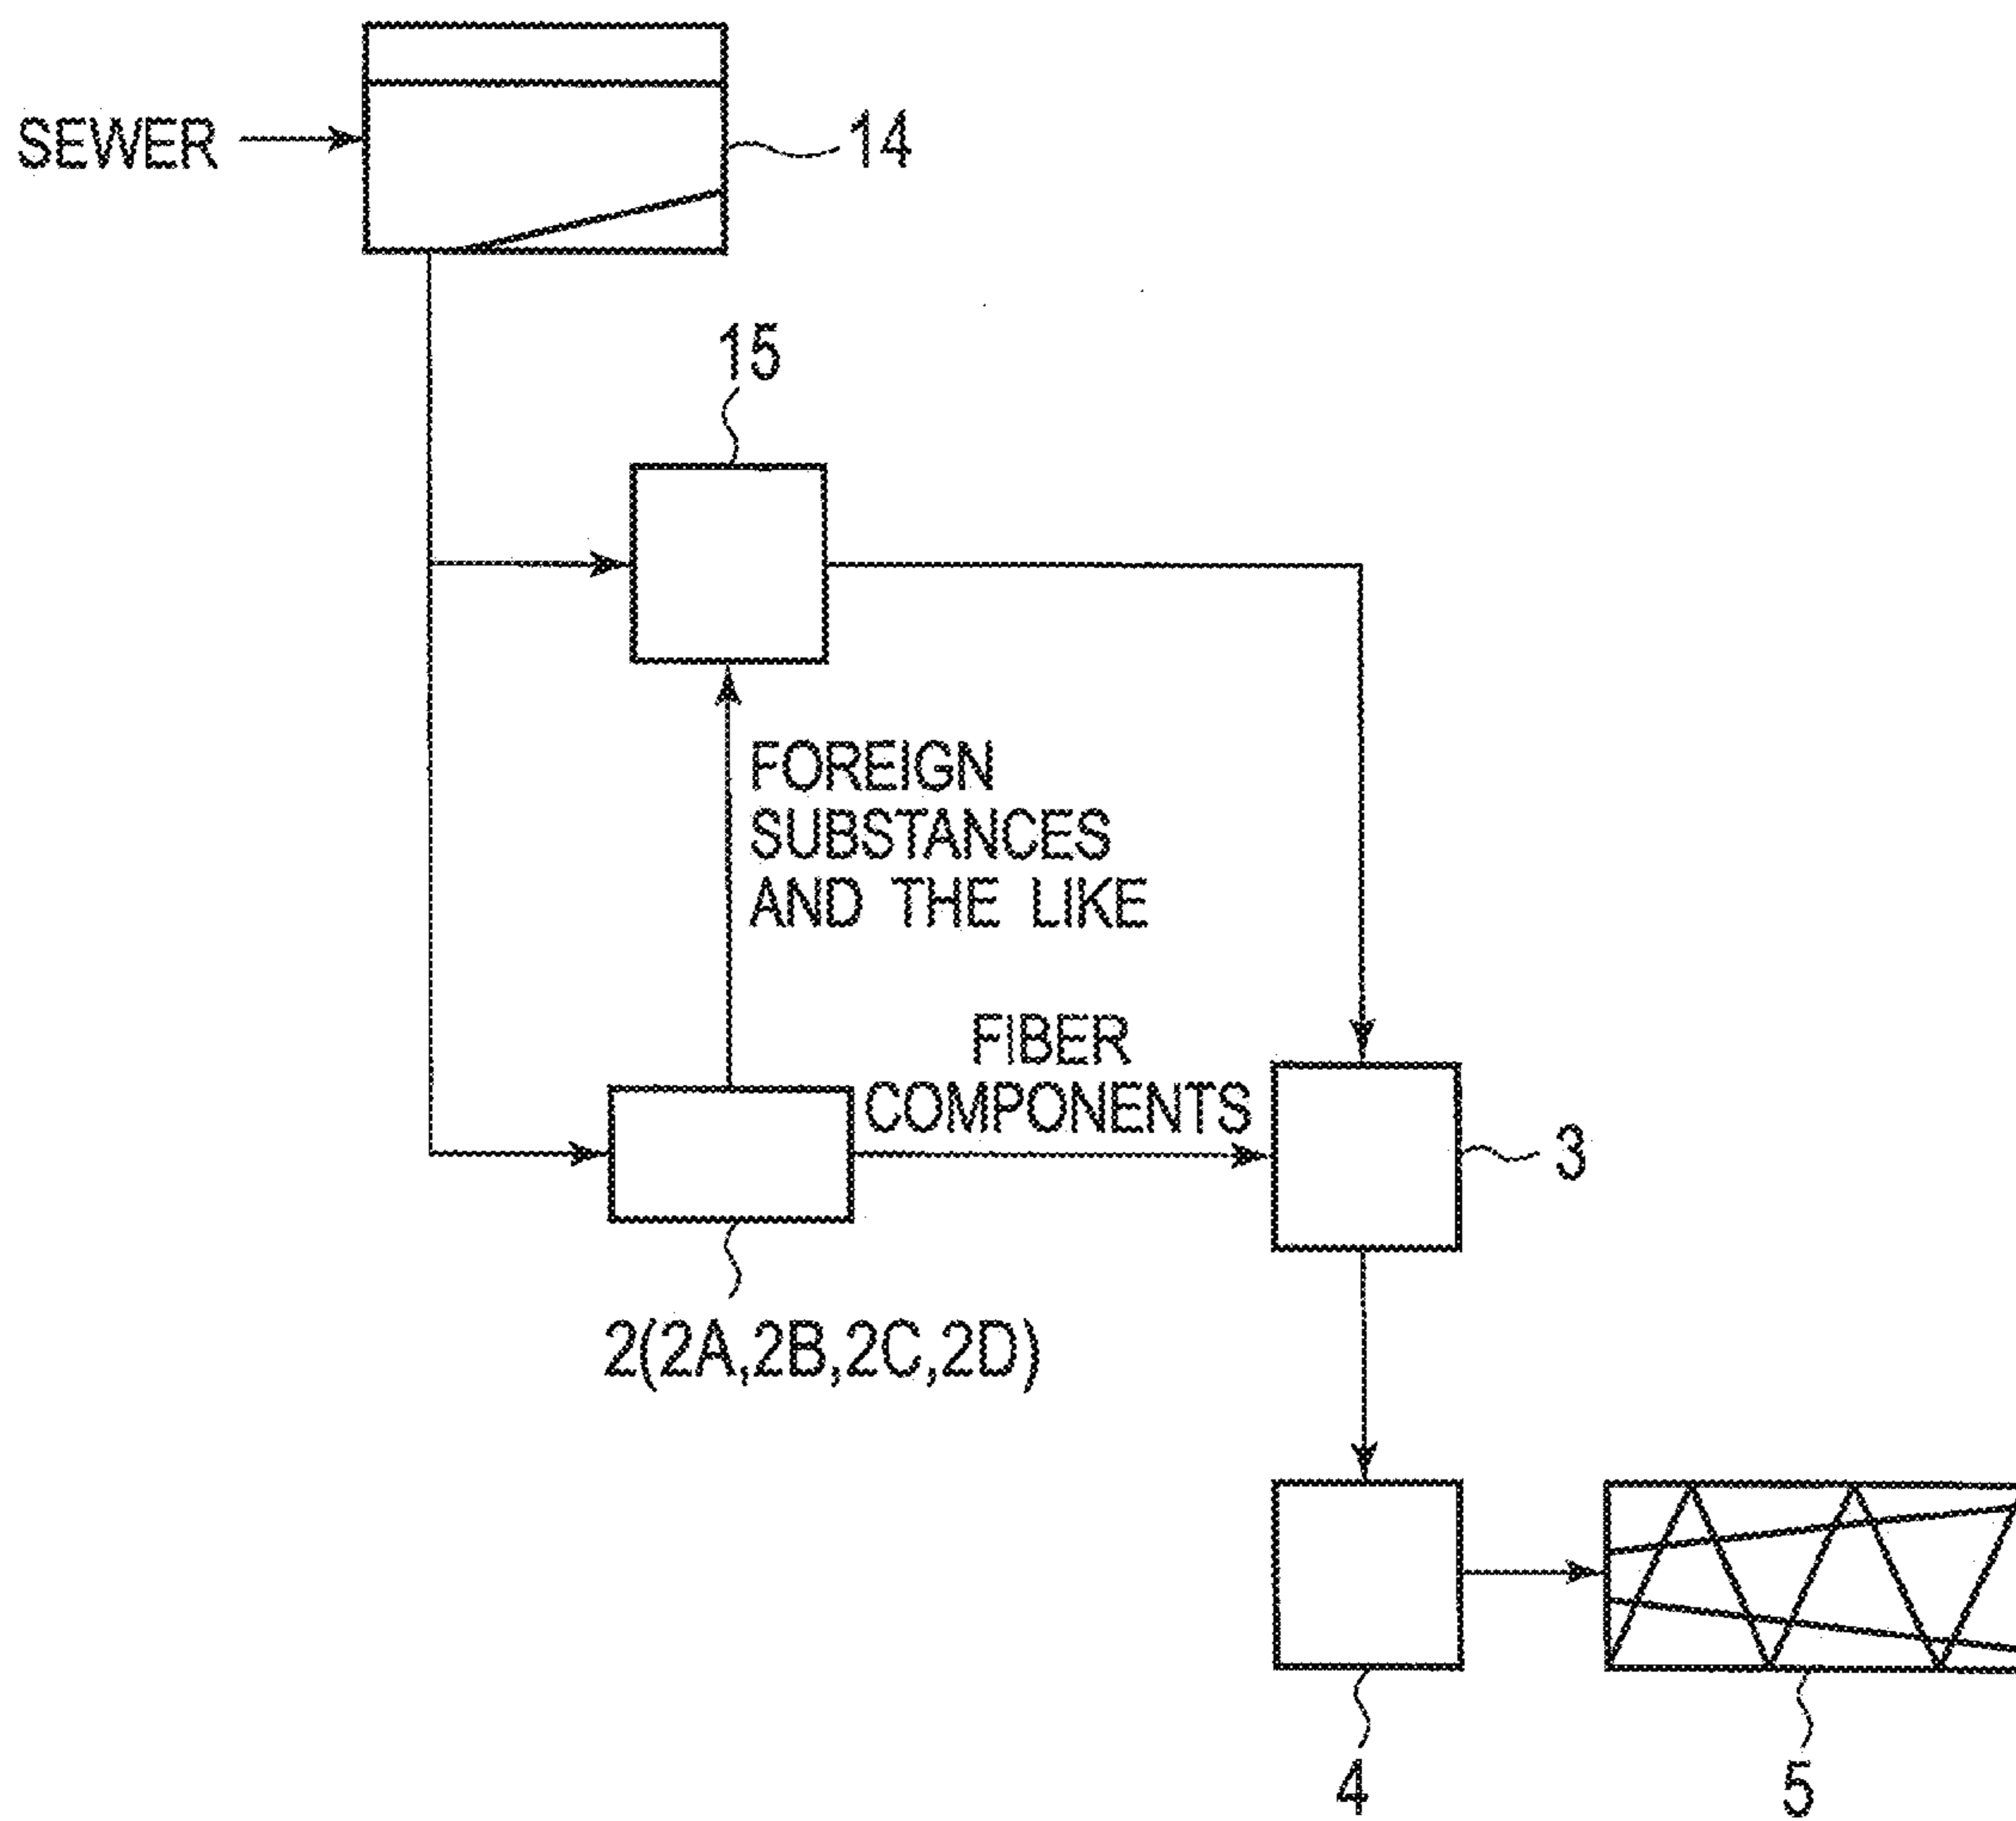 SEWER
14
15
FOREIGN
SUBSTANCES
AND THE LIKE
FIBER
COMPONENTS
3
2(2A,2B,2C,2D)
4
5